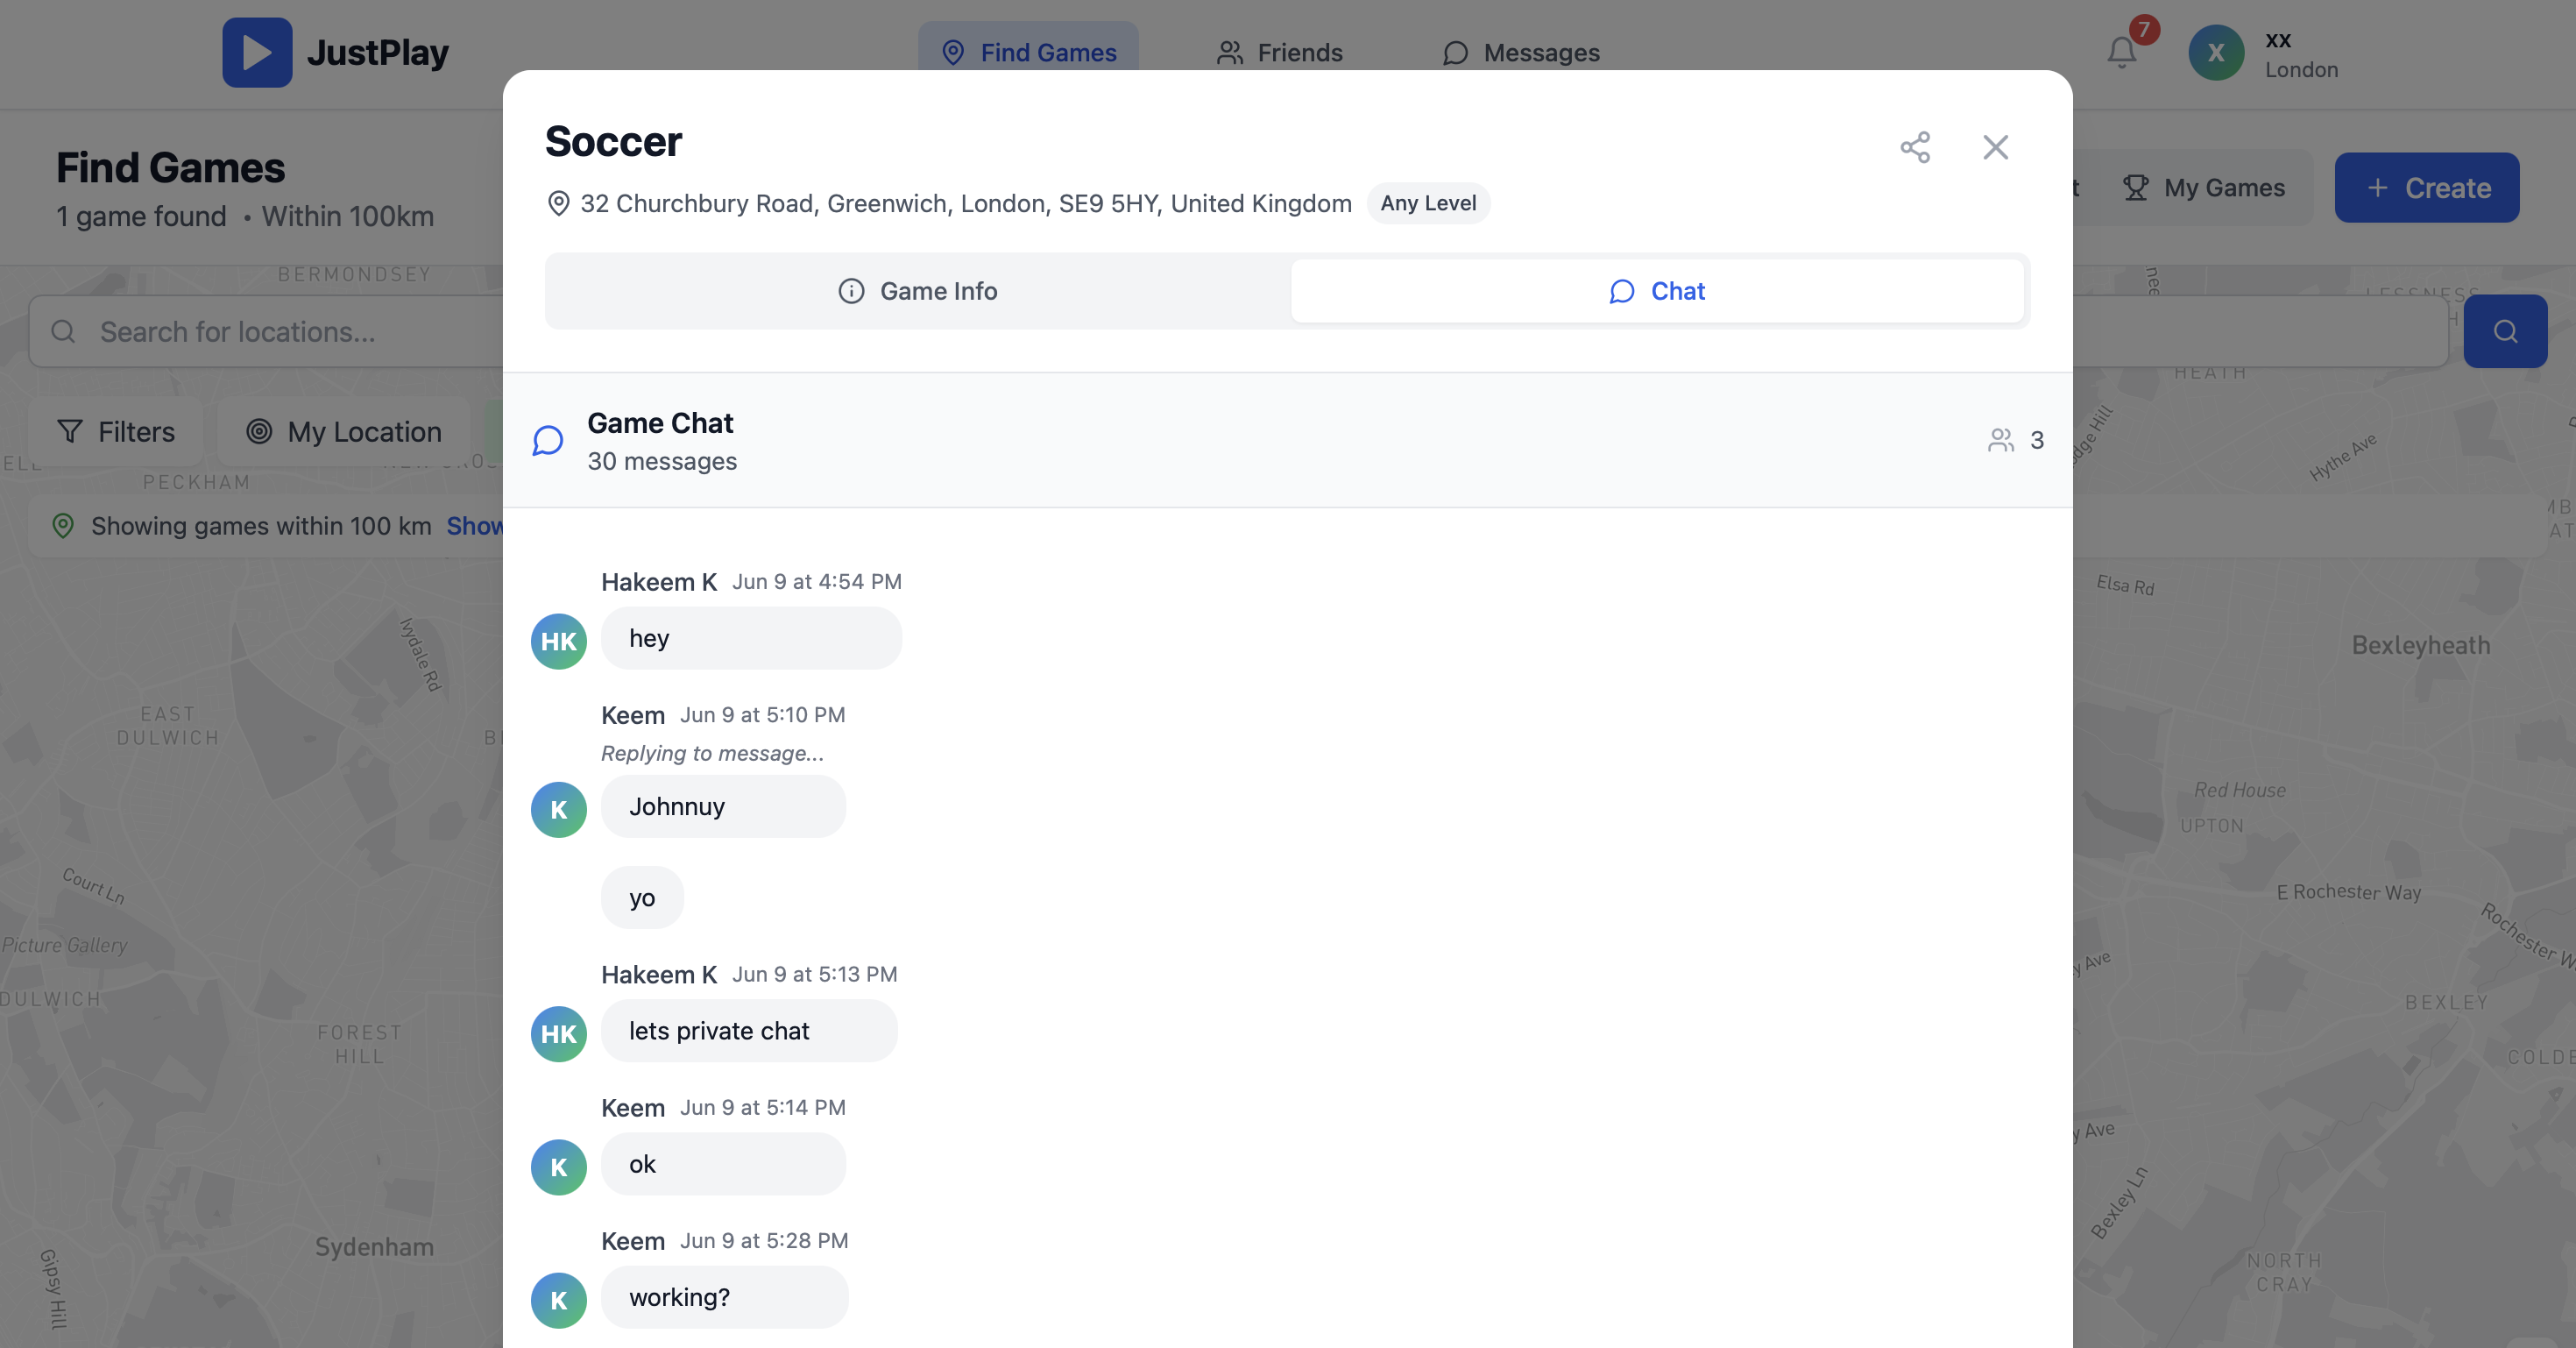 JustPlay
Find Games
Friends
Messages
7
X
xx
London
Find Games
1 game found • Within 100km
My Games
+ Create
Soccer
32 Churchbury Road, Greenwich, London, SE9 5HY, United Kingdom
Any Level
Game Info
Chat
Search for locations...
Filters
My Location
Showing games within 100 km Show
Game Chat
30 messages
3
Hakeem K Jun 9 at 4:54 PM
HK
hey
Keem Jun 9 at 5:10 PM
Replying to message...
K
Johnnuy
yo
Hakeem K Jun 9 at 5:13 PM
HK
lets private chat
Keem Jun 9 at 5:14 PM
K
ok
Keem Jun 9 at 5:28 PM
K
working?
BERMONDSEY
PECKHAM
Ivydale Rd
EAST
DULWICH
Court Ln
Picture Gallery
DULWICH
FOREST
HILL
Sydenham
Gipsy Hill
HEATH
Hythe Ave
Elsa Rd
Bexleyheath
Red House
UPTON
E Rochester Way
Rochester W
BEXLEY
COLDE
Bexley Ln
NORTH
CRAY